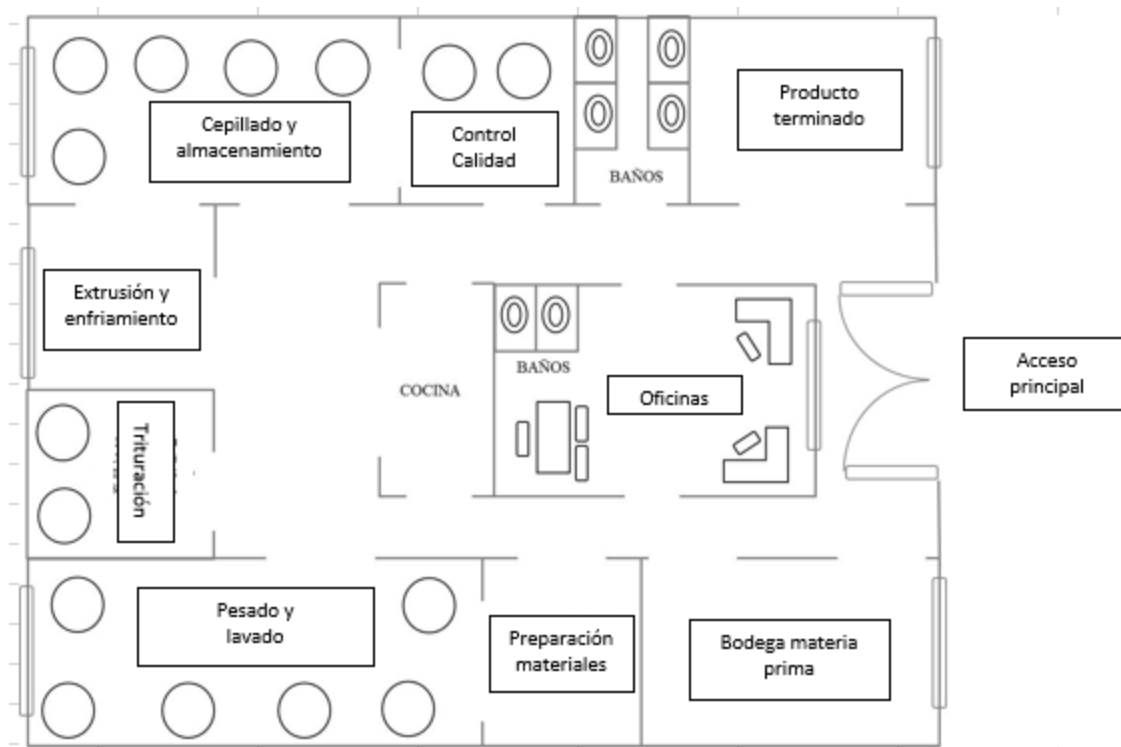 Cepillado y
almacenamiento
Control
Calidad
BAÑOS
Producto
terminado
Extrusión y
enfriamiento
BAÑOS
COCINA
Oficinas
Acceso
principal
Trituración
Pesado y
lavado
Preparación
materiales
Bodega materia
prima